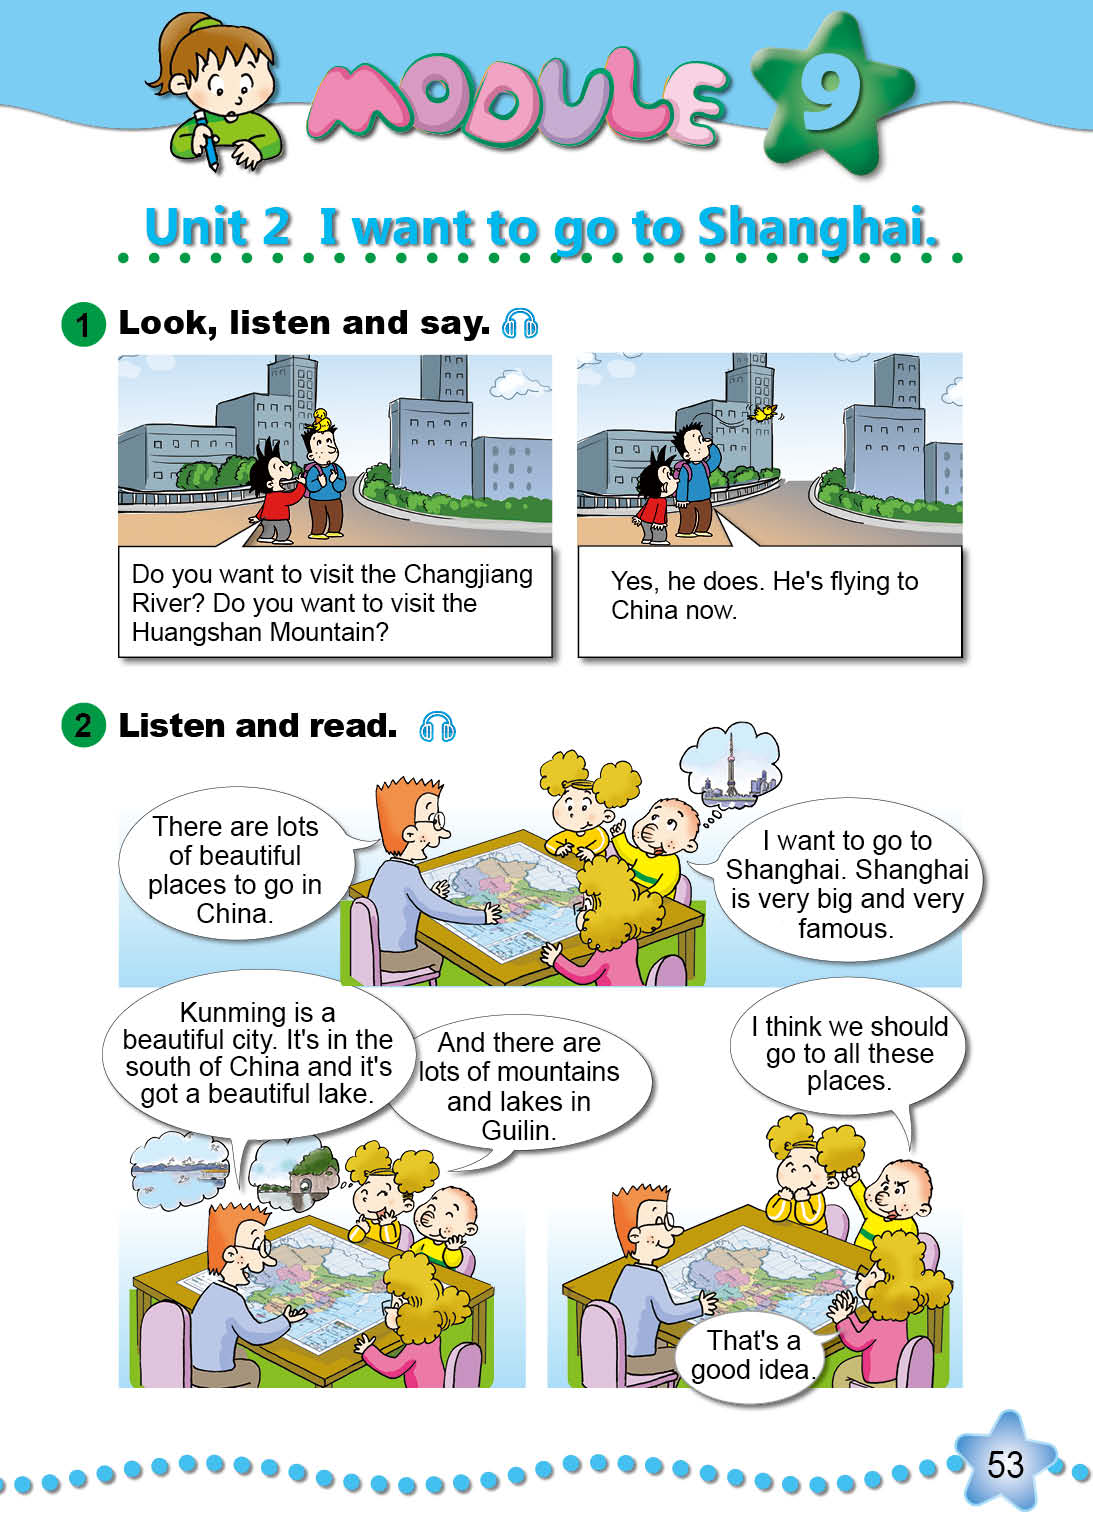 MODULE 9
Unit 2 I want to go to Shanghai.
1 Look, listen and say.
Do you want to visit the Changjiang
River? Do you want to visit the
Huangshan Mountain?
Yes, he does. He's flying to
China now.
2 Listen and read.
There are lots
of beautiful
places to go in
China.
I want to go to
Shanghai. Shanghai
is very big and very
famous.
Kunming is a
beautiful city. It's in the
south of China and it's
got a beautiful lake.
And there are
lots of mountains
and lakes in
Guilin.
I think we should
go to all these
places.
That's a
good idea.
53